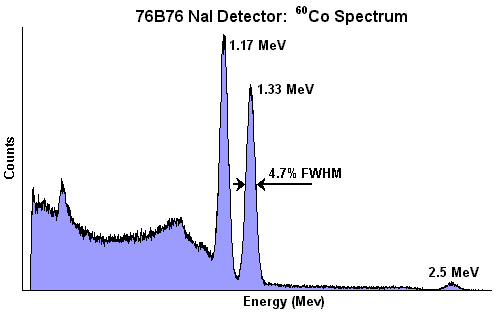 76B76 NaI Detector: ⁶⁰Co Spectrum
1.17 MeV
1.33 MeV
4.7% FWHM
2.5 MeV
Counts
Energy (Mev)